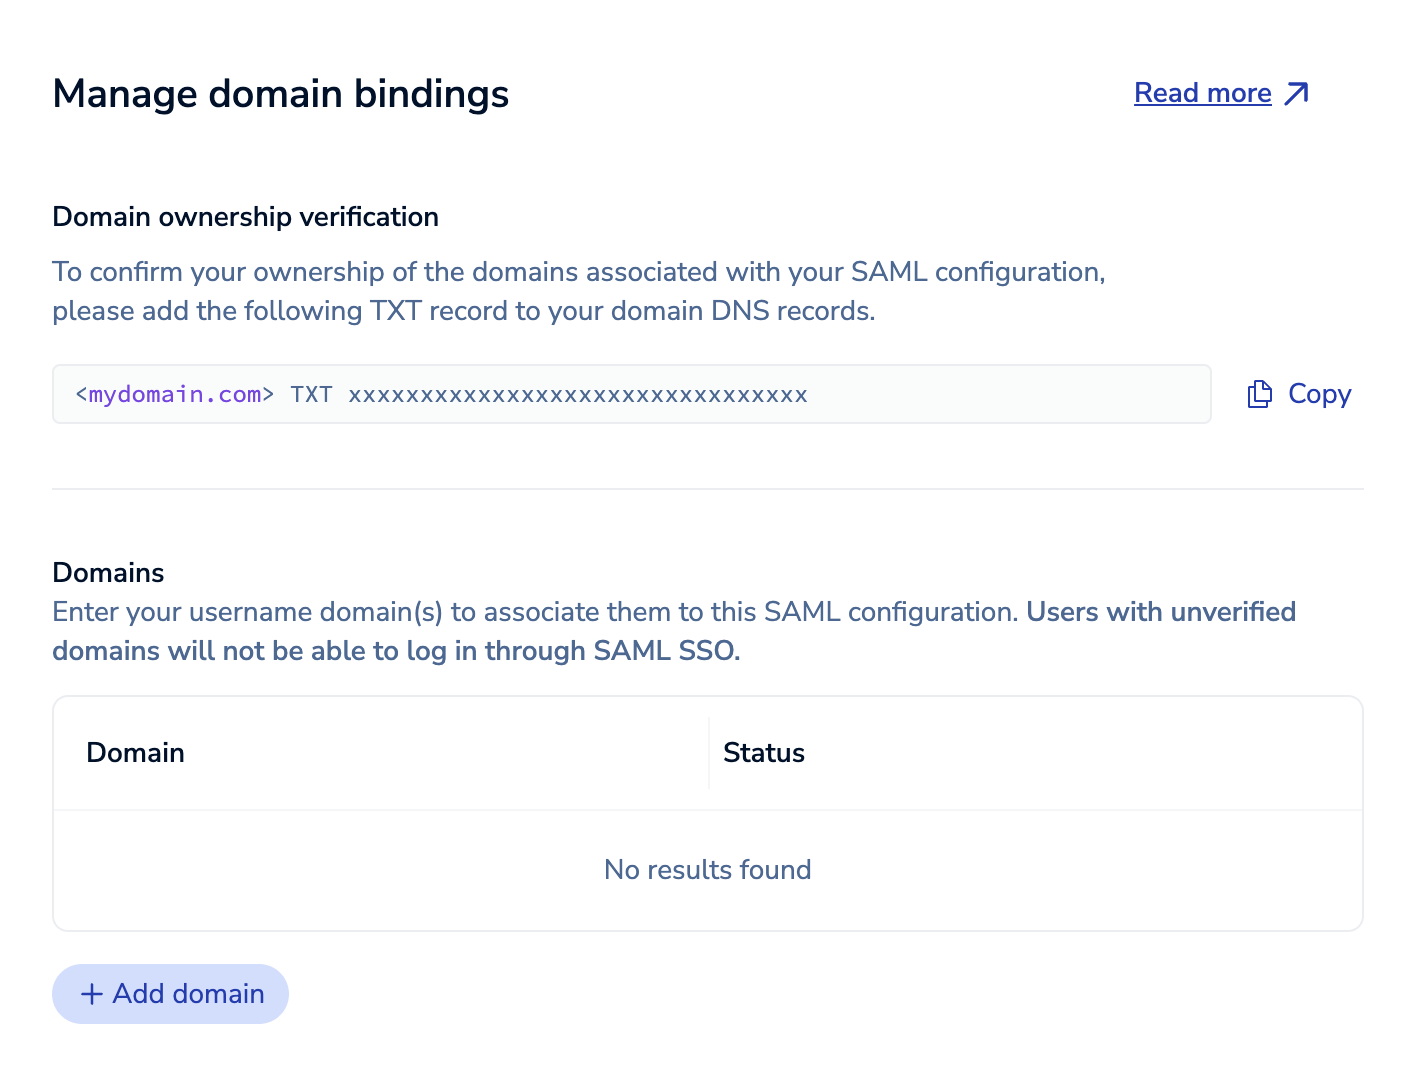 Manage domain bindings
Read more
Domain ownership verification
To confirm your ownership of the domains associated with your SAML configuration,
please add the following TXT record to your domain DNS records.
<mydomain.com> TXT xxxxxxxxxxxxxxxxxxxxxxxxxxxxxxxx
Copy
Domains
Enter your username domain(s) to associate them to this SAML configuration. Users with unverified
domains will not be able to log in through SAML SSO.
Domain
Status
No results found
+ Add domain